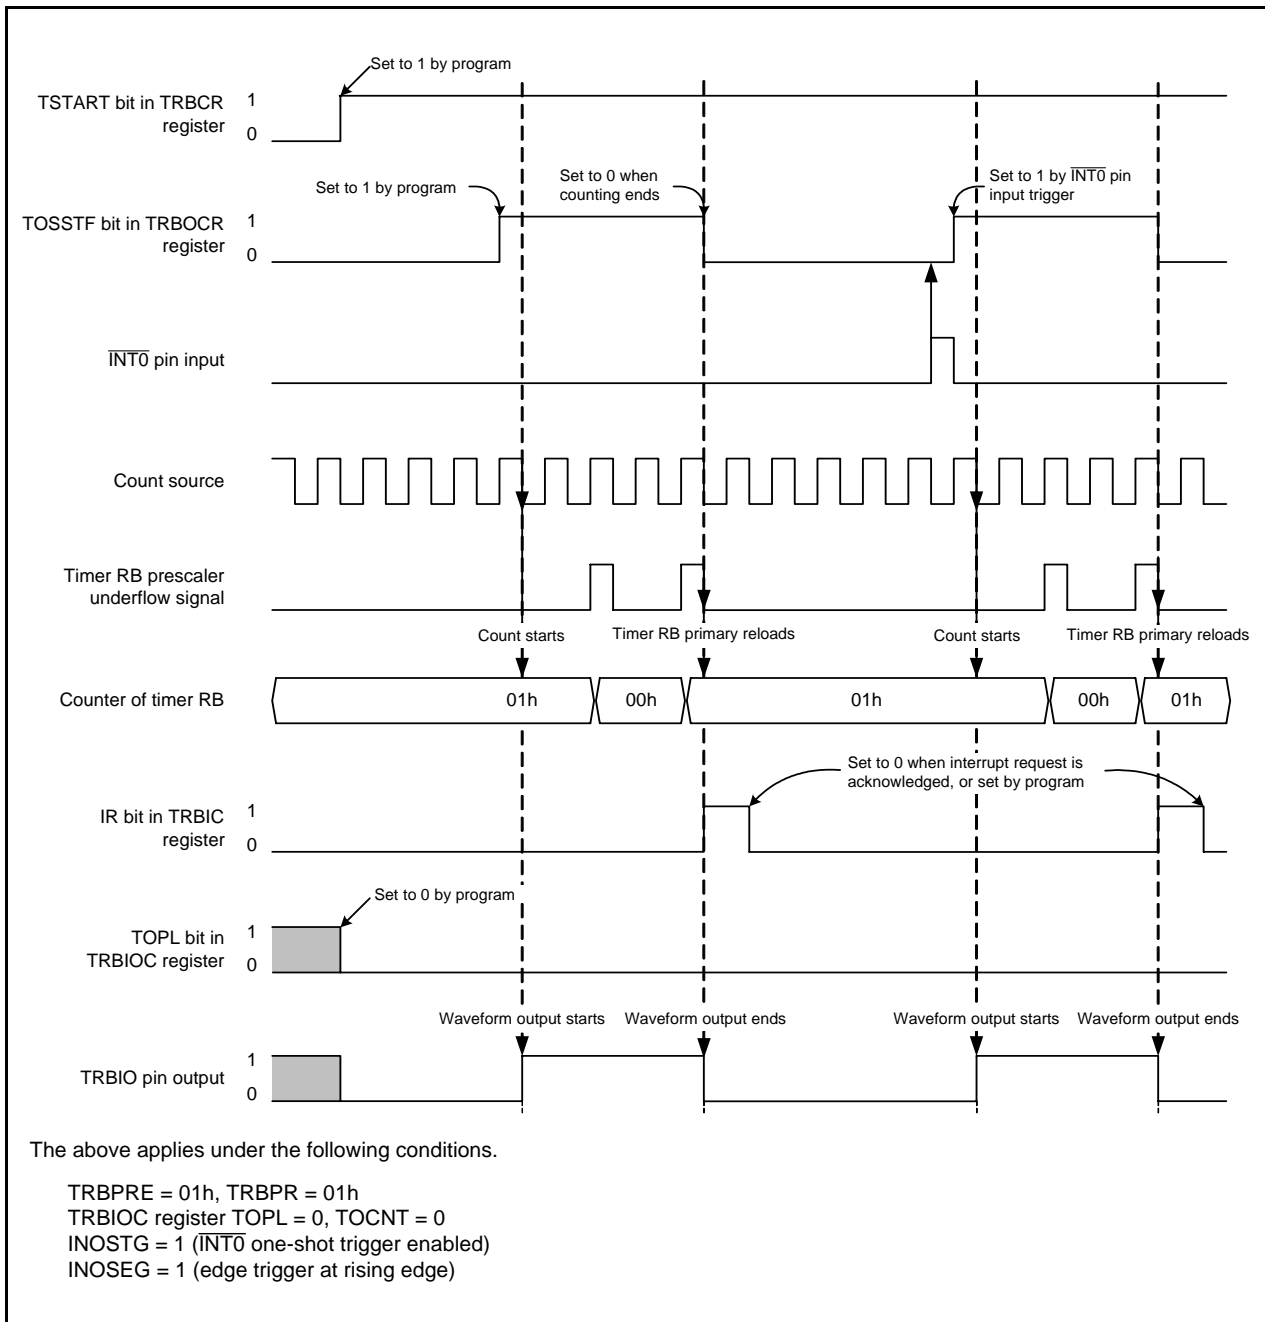 Set to 1 by program
TSTART bit in TRBCR
register
1
0
Set to 1 by program
Set to 0 when
counting ends
Set to 1 by INT0 pin
input trigger
TOSSTF bit in TRBOCR
register
1
0
INT0 pin input
Count source
Timer RB prescaler
underflow signal
Count starts
Timer RB primary reloads
Count starts
Timer RB primary reloads
Counter of timer RB
01h
00h
01h
00h
01h
Set to 0 when interrupt request is
acknowledged, or set by program
IR bit in TRBIC
register
1
0
Set to 0 by program
TOPL bit in
TRBIOC register
1
0
Waveform output starts
Waveform output ends
Waveform output starts
Waveform output ends
TRBIO pin output
1
0
The above applies under the following conditions.
TRBPRE = 01h, TRBPR = 01h
TRBIOC register TOPL = 0, TOCNT = 0
INOSTG = 1 (INT0 one-shot trigger enabled)
INOSEG = 1 (edge trigger at rising edge)